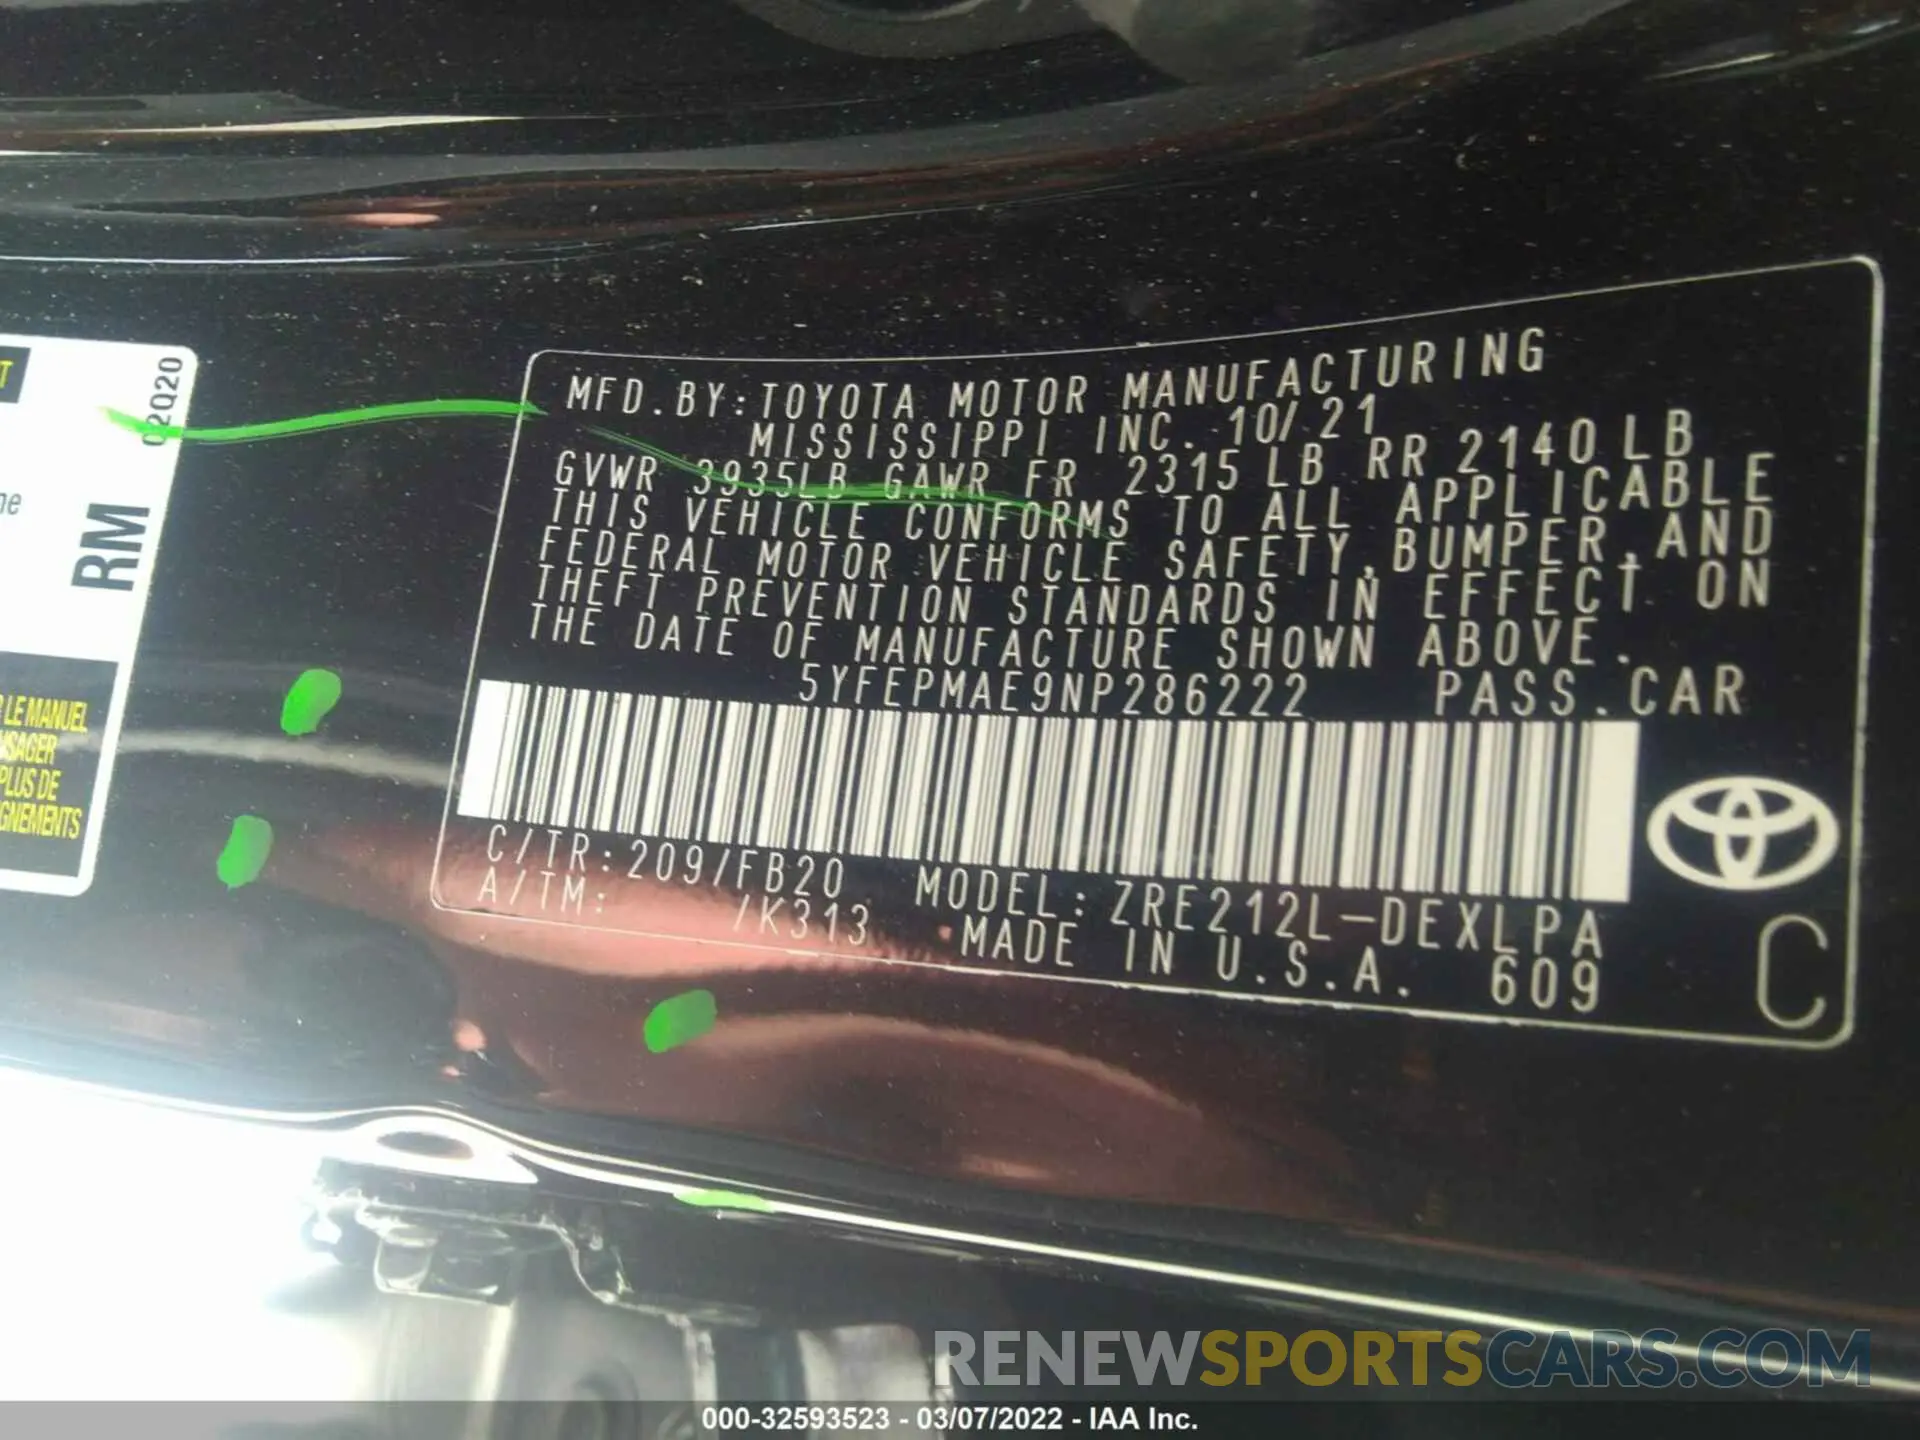 MFD.BY:TOYOTA MOTOR MANUFACTURING
MISSISSIPPI INC. 10/21
GVWR 3935LB GAWR FR 2315LB RR 2140LB
THIS VEHICLE CONFORMS TO ALL APPLICABLE
FEDERAL MOTOR VEHICLE SAFETY,BUMPER,AND
THEFT PREVENTION STANDARDS IN EFFECT ON
THE DATE OF MANUFACTURE SHOWN ABOVE.
5YFEPMAE9NP286222 PASS.CAR
C/TR:209/FB20 MODEL:ZRE212L-DEXLPA
A/TM: /K313 MADE IN U.S.A. 609
C
02Q20
RM
LE MANUEL
PLUS DE
RENEWSPORTSCARS.COM
000-32593523 - 03/07/2022 - IAA Inc.